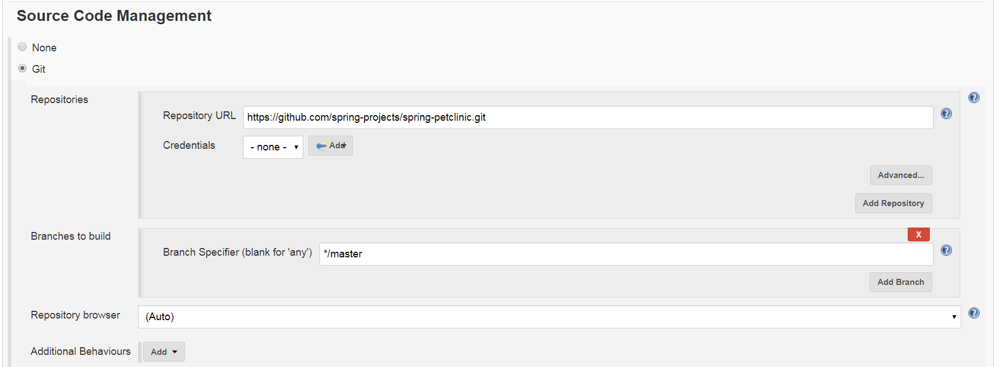 Source Code Management
None
Git
Repositories
Repository URL https://github.com/spring-projects/spring-petclinic.git
Credentials - none - Add
Advanced...
Add Repository
Branches to build
X
Branch Specifier (blank for 'any') */master
Add Branch
Repository browser (Auto)
Additional Behaviours Add